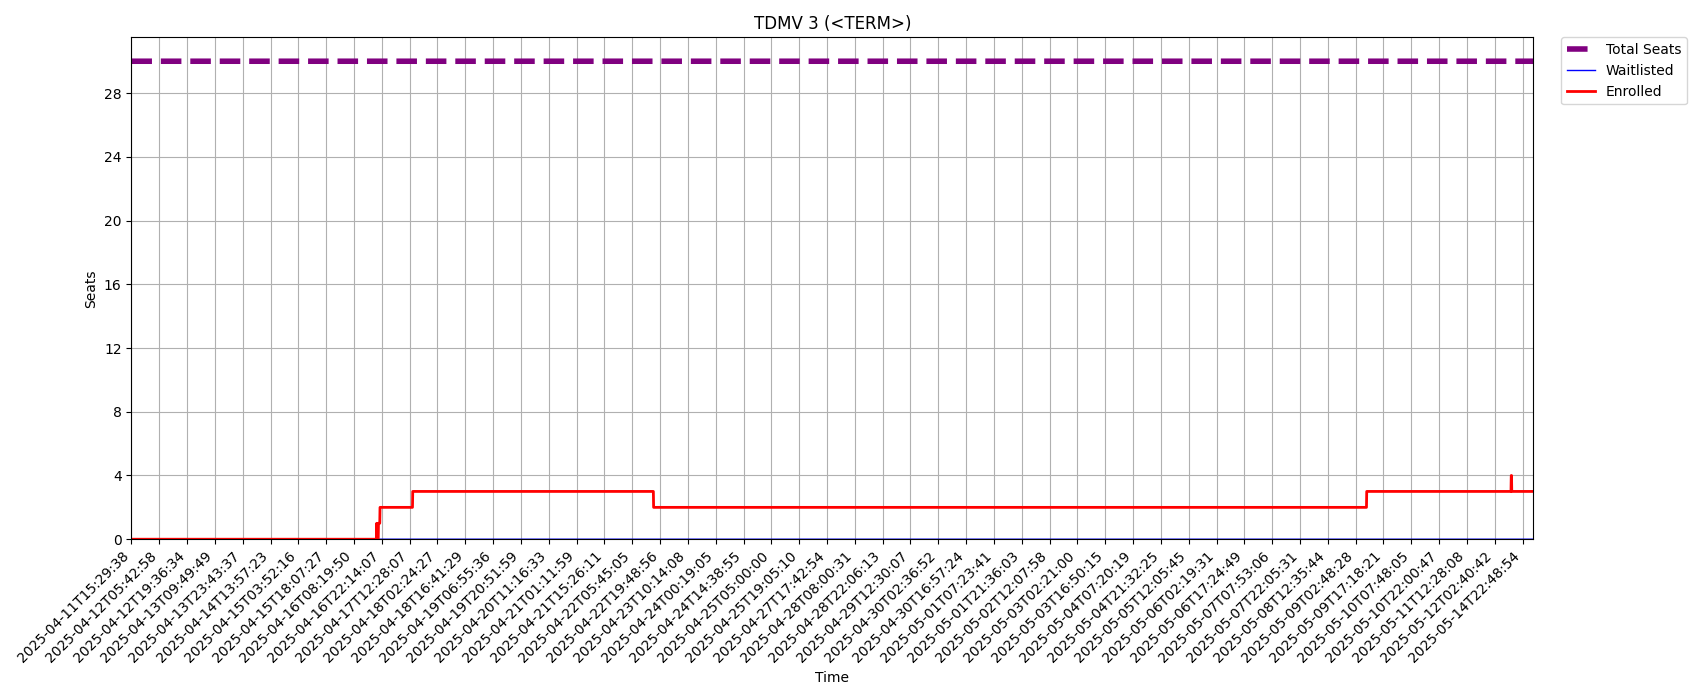 TDMV 3 (<TERM>)
Total Seats
Waitlisted
Enrolled
Seats
28
24
20
16
12
8
4
0
2025-04-11T15:29:38
2025-04-12T05:42:58
2025-04-12T19:36:34
2025-04-13T09:49:49
2025-04-13T23:43:37
2025-04-14T13:57:23
2025-04-15T03:52:16
2025-04-15T18:07:27
2025-04-16T08:19:50
2025-04-16T22:14:07
2025-04-17T12:28:07
2025-04-18T02:24:27
2025-04-18T16:41:29
2025-04-19T06:55:36
2025-04-19T20:51:59
2025-04-20T11:16:33
2025-04-21T01:11:59
2025-04-21T15:26:11
2025-04-22T05:45:05
2025-04-22T19:48:56
2025-04-23T10:14:08
2025-04-24T00:19:05
2025-04-24T14:38:55
2025-04-25T05:00:00
2025-04-25T19:05:10
2025-04-27T17:42:54
2025-04-28T08:00:31
2025-04-28T22:06:13
2025-04-29T12:30:07
2025-04-30T02:36:52
2025-04-30T16:57:24
2025-05-01T07:23:41
2025-05-01T21:36:03
2025-05-02T12:07:58
2025-05-03T02:21:00
2025-05-03T16:50:15
2025-05-04T07:20:19
2025-05-04T21:32:25
2025-05-05T12:05:45
2025-05-06T02:19:31
2025-05-06T17:24:49
2025-05-07T07:53:06
2025-05-07T22:05:31
2025-05-08T12:35:44
2025-05-09T02:48:28
2025-05-09T17:18:21
2025-05-10T07:48:05
2025-05-10T22:00:47
2025-05-11T12:28:08
2025-05-12T02:40:42
2025-05-14T22:48:54
Time